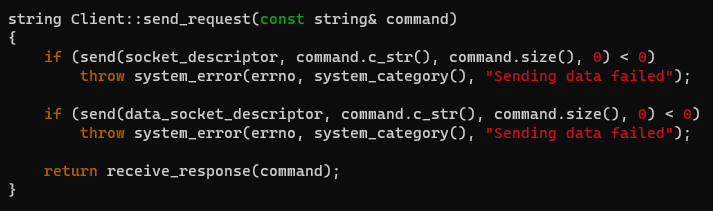 string Client::send_request(const string& command)
{
    if (send(socket_descriptor, command.c_str(), command.size(), 0) < 0)
        throw system_error(errno, system_category(), "Sending data failed");

    if (send(data_socket_descriptor, command.c_str(), command.size(), 0) < 0)
        throw system_error(errno, system_category(), "Sending data failed");

    return receive_response(command);
}